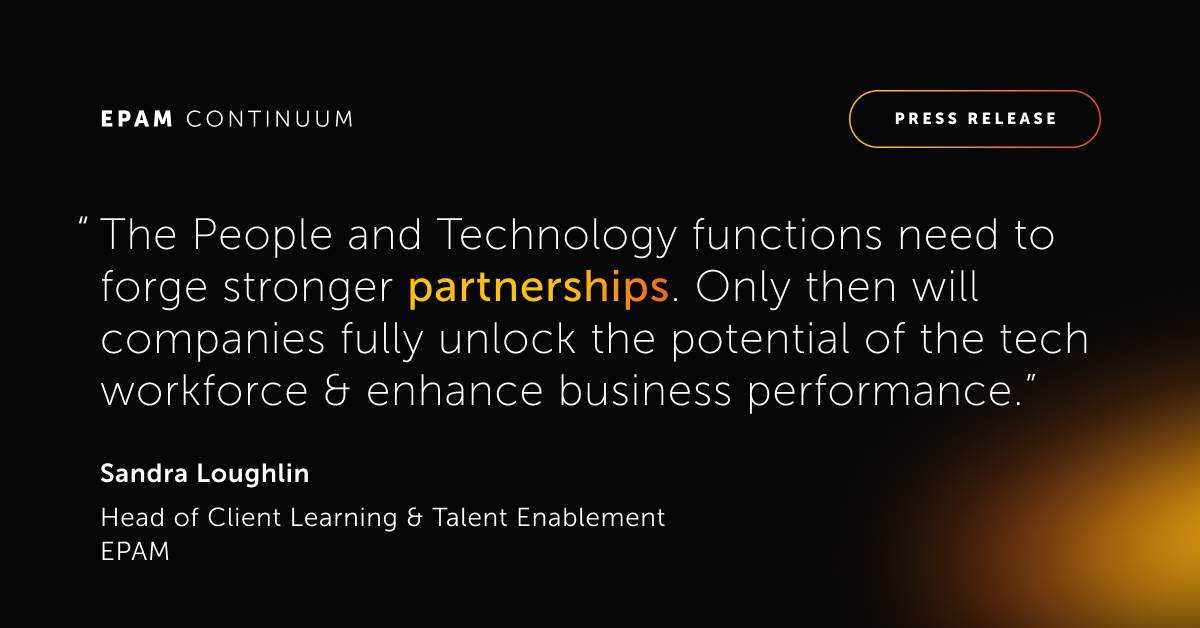 EPAM CONTINUUM
PRESS RELEASE
“ The People and Technology functions need to
forge stronger partnerships. Only then will
companies fully unlock the potential of the tech
workforce & enhance business performance.”
Sandra Loughlin
Head of Client Learning & Talent Enablement
EPAM